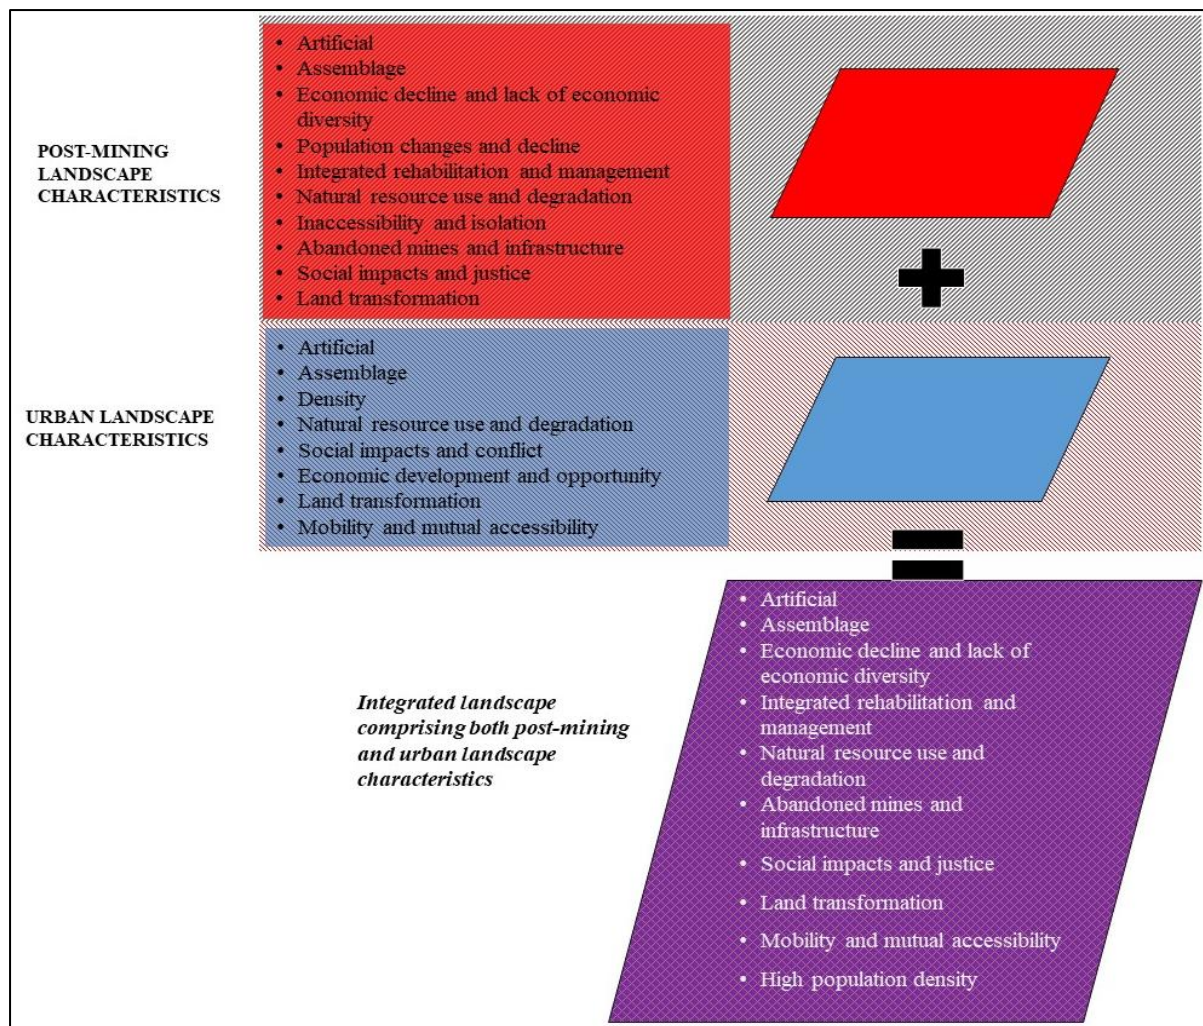 POST-MINING
LANDSCAPE
CHARACTERISTICS
• Artificial
• Assemblage
• Economic decline and lack of economic
diversity
• Population changes and decline
• Integrated rehabilitation and management
• Natural resource use and degradation
• Inaccessibility and isolation
• Abandoned mines and infrastructure
• Social impacts and justice
• Land transformation
URBAN LANDSCAPE
CHARACTERISTICS
• Artificial
• Assemblage
• Density
• Natural resource use and degradation
• Social impacts and conflict
• Economic development and opportunity
• Land transformation
• Mobility and mutual accessibility
Integrated landscape
comprising both post-mining
and urban landscape
characteristics
• Artificial
• Assemblage
• Economic decline and lack of
economic diversity
• Integrated rehabilitation and
management
• Natural resource use and
degradation
• Abandoned mines and
infrastructure
• Social impacts and justice
• Land transformation
• Mobility and mutual accessibility
• High population density